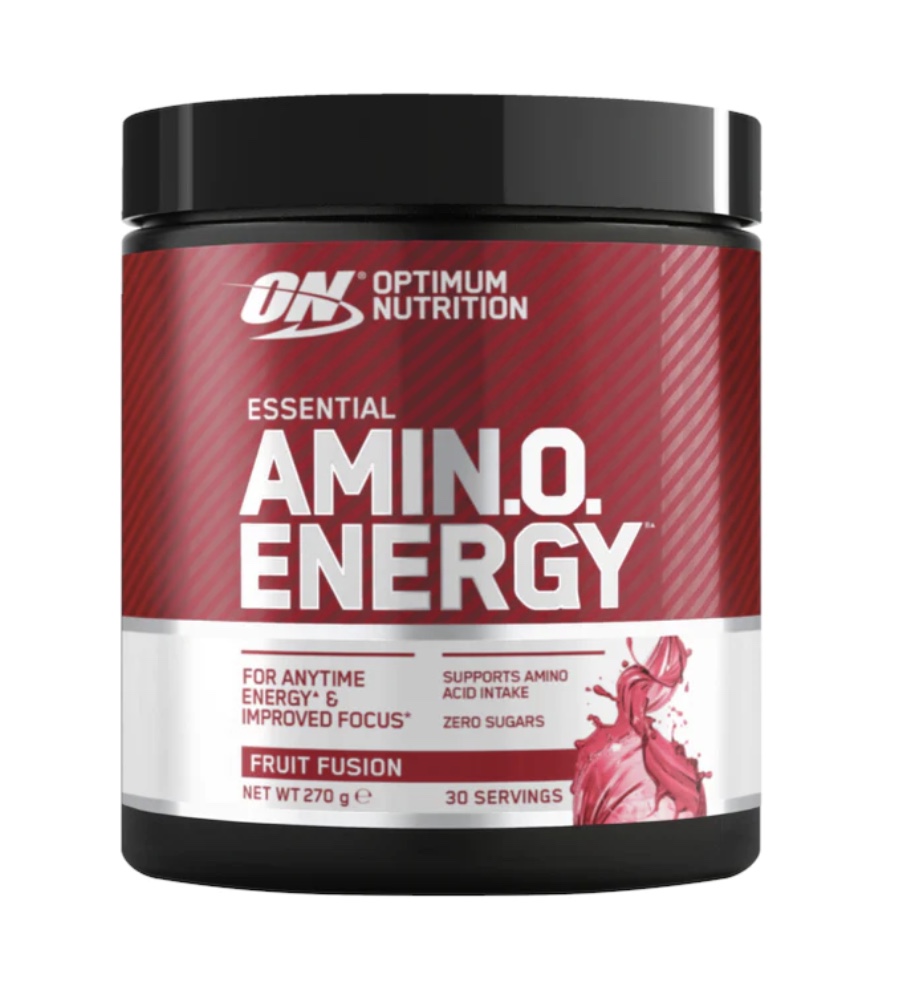 ON® OPTIMUM
NUTRITION
ESSENTIAL
AMIN.O.
ENERGY
FOR ANYTIME
ENERGY* &
IMPROVED FOCUS*
SUPPORTS AMINO
ACID INTAKE
ZERO SUGARS
FRUIT FUSION
NET WT 270 g ℮
30 SERVINGS